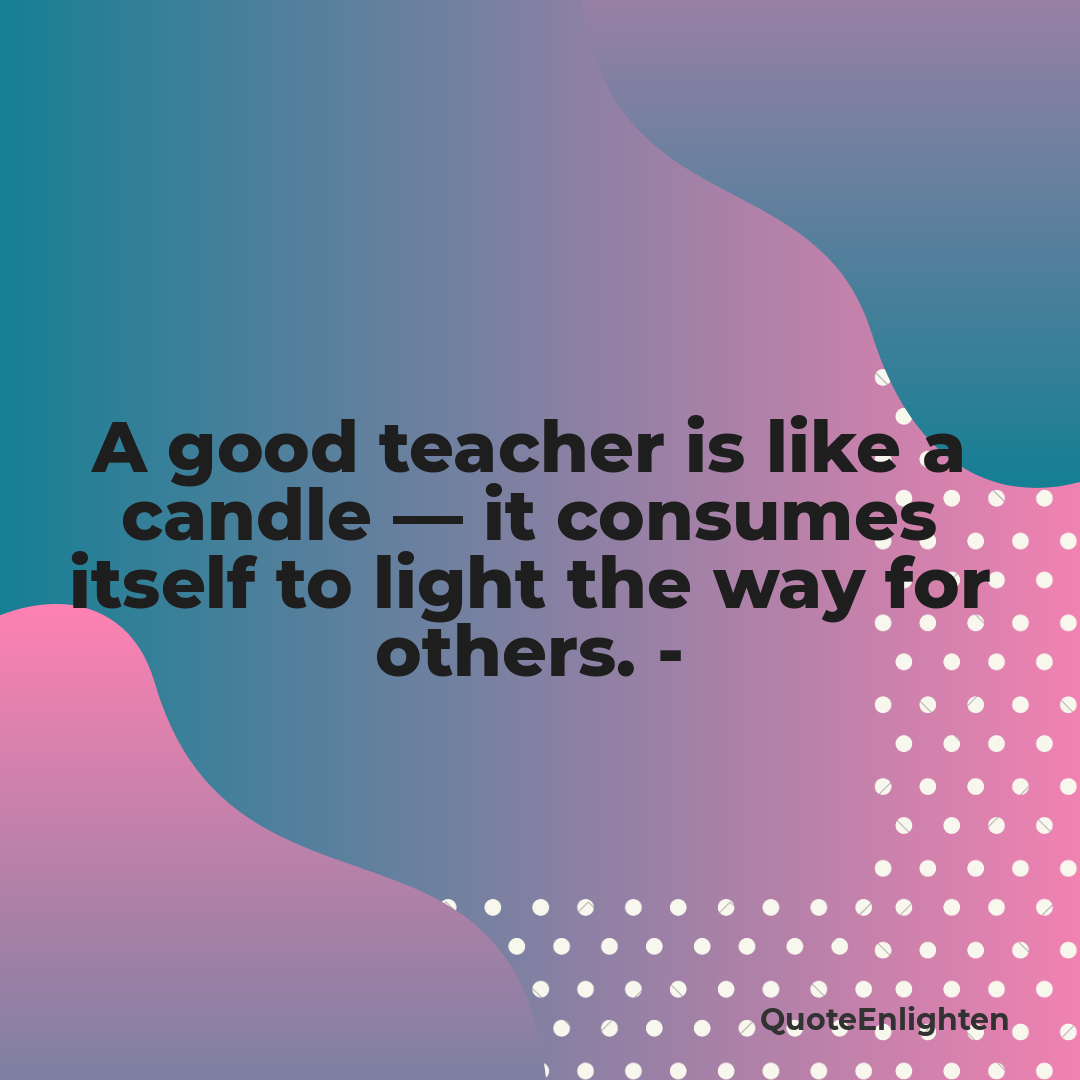 A good teacher is like a
candle — it consumes
itself to light the way for
others. -
QuoteEnlighten